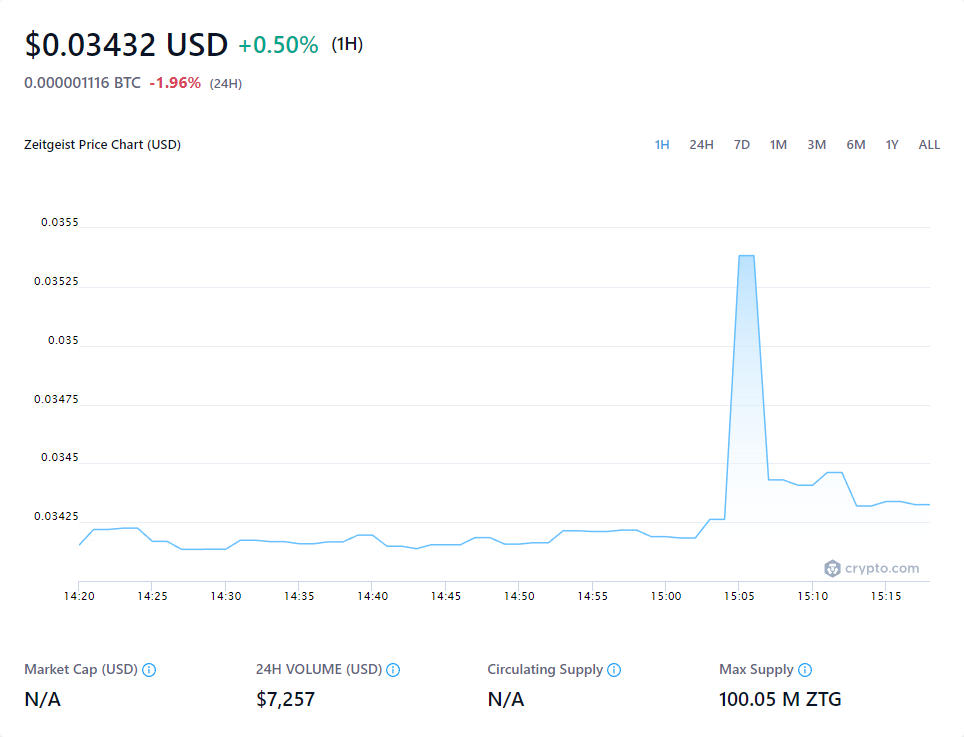 $0.03432 USD +0.50% (1H)
0.000001116 BTC -1.96% (24H)
Zeitgeist Price Chart (USD) 1H 24H 7D 1M 3M 6M 1Y ALL
0.0355
0.03525
0.035
0.03475
0.0345
0.03425
crypto.com
14:20 14:25 14:30 14:35 14:40 14:45 14:50 14:55 15:00 15:05 15:10 15:15
Market Cap (USD) 24H VOLUME (USD) Circulating Supply Max Supply
N/A $7,257 N/A 100.05 M ZTG